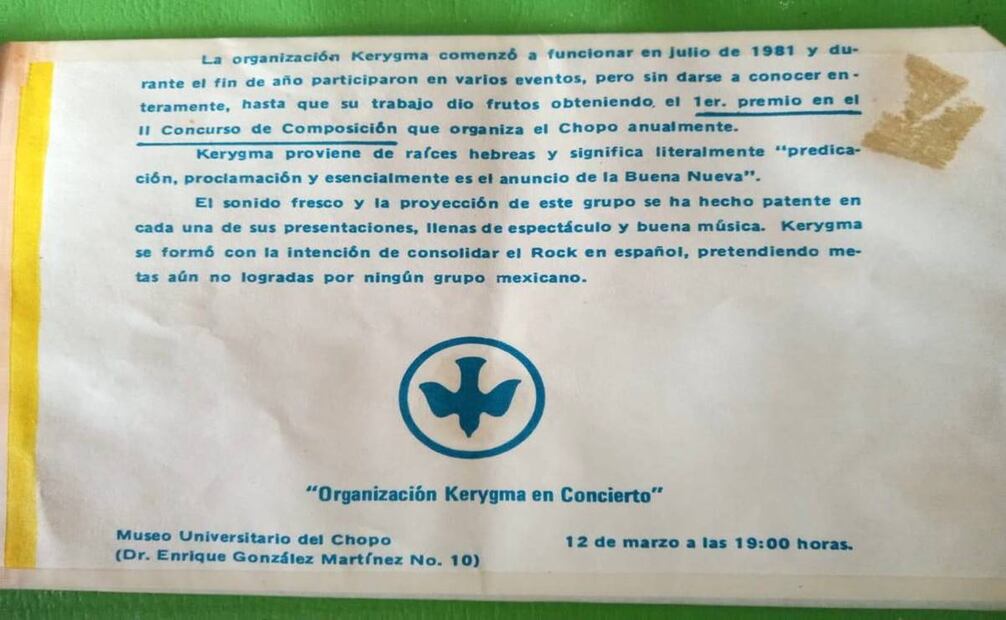 La organización Kerygma comenzó a funcionar en julio de 1981 y du-
rante el fin de año participaron en varios eventos, pero sin darse a conocer en-
teramente, hasta que su trabajo dio frutos obteniendo, el 1er. premio en el
II Concurso de Composición que organiza el Chopo anualmente.
Kerygma proviene de raíces hebreas y significa literalmente “predica-
ción, proclamación y esencialmente es el anuncio de la Buena Nueva”.
El sonido fresco y la proyección de este grupo se ha hecho patente en
cada una de sus presentaciones, llenas de espectáculo y buena música. Kerygma
se formó con la intención de consolidar el Rock en español, pretendiendo me-
tas aún no logradas por ningún grupo mexicano.
“Organización Kerygma en Concierto”
Museo Universitario del Chopo
(Dr. Enrique González Martínez No. 10)
12 de marzo a las 19:00 horas.